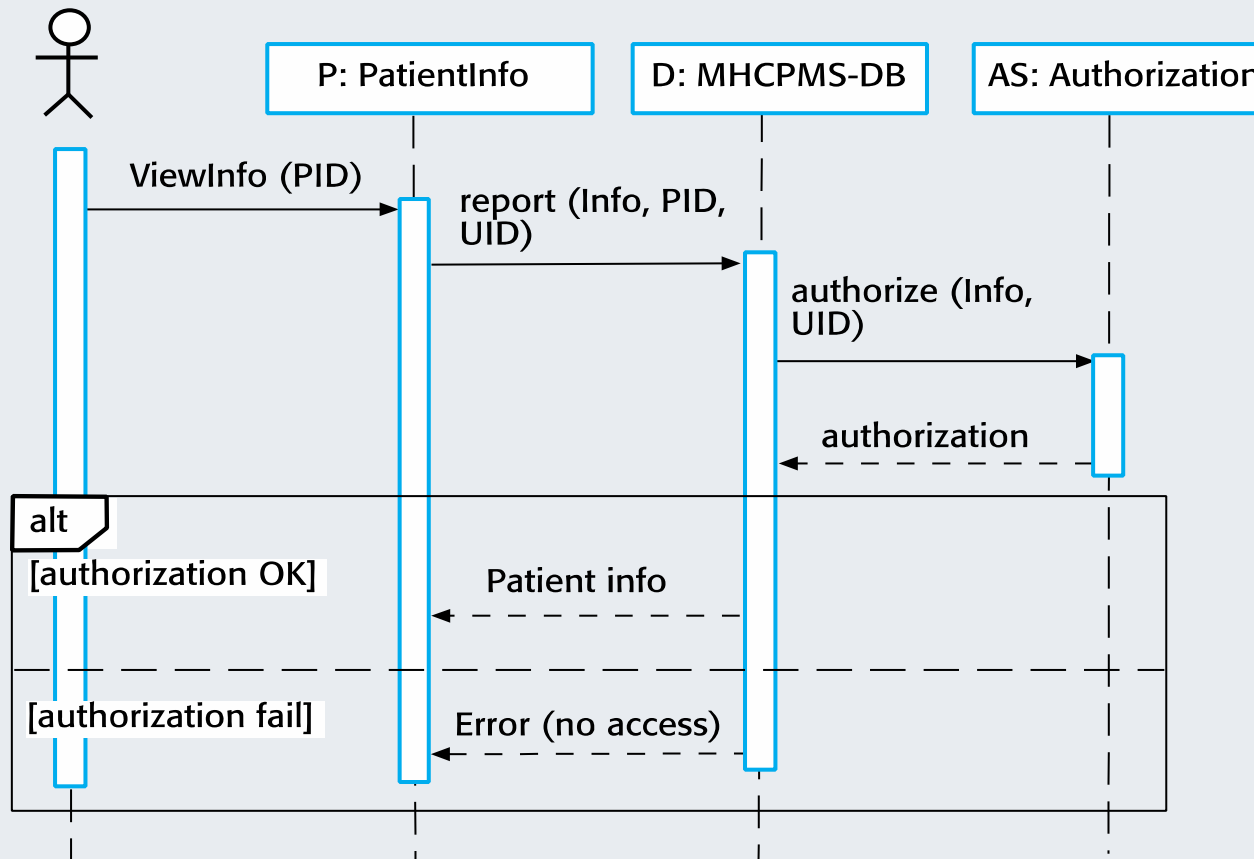 P: PatientInfo
D: MHCPMS-DB
AS: Authorization
ViewInfo (PID)
report (Info, PID,
UID)
authorize (Info,
UID)
authorization
alt
[authorization OK]
Patient info
[authorization fail]
Error (no access)